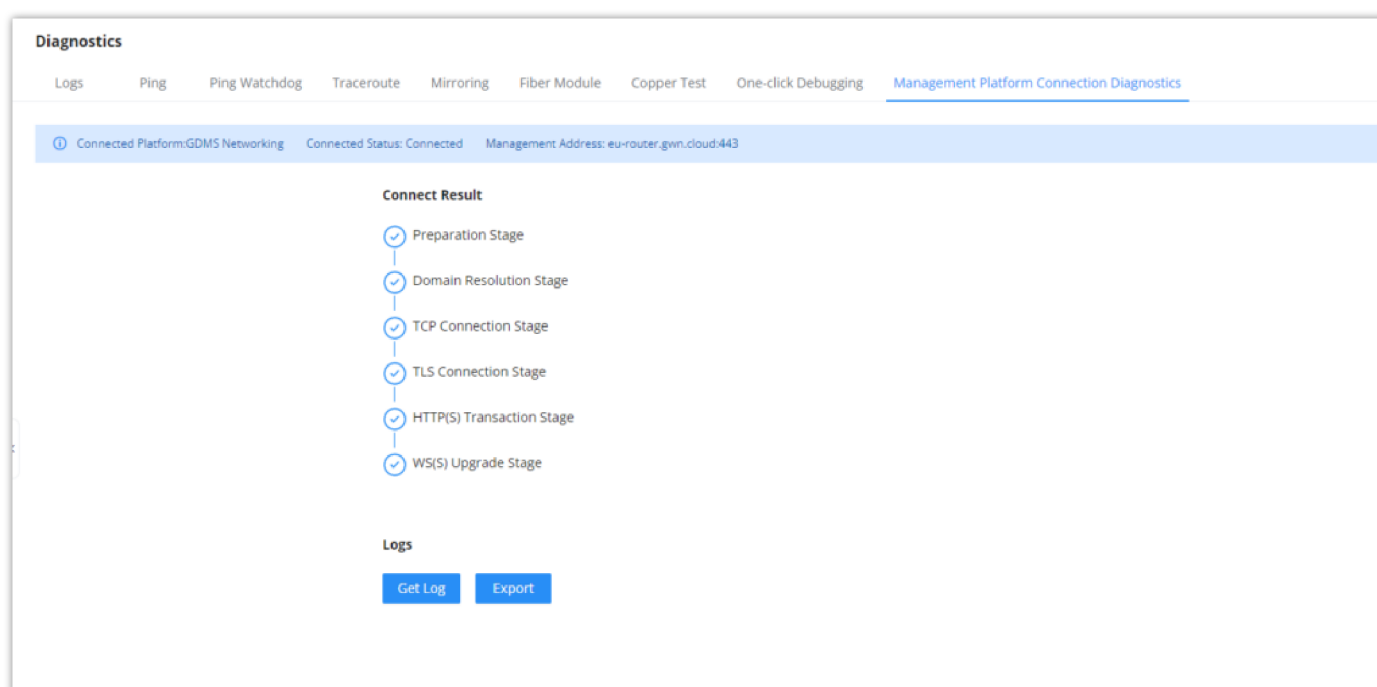 Diagnostics
Logs Ping Ping Watchdog Traceroute Mirroring Fiber Module Copper Test One-click Debugging Management Platform Connection Diagnostics
Connected Platform:GDMS Networking Connected Status: Connected Management Address: eu-router.gwn.cloud:443
Connect Result
Preparation Stage
Domain Resolution Stage
TCP Connection Stage
TLS Connection Stage
HTTP(S) Transaction Stage
WS(S) Upgrade Stage
Logs
Get Log Export